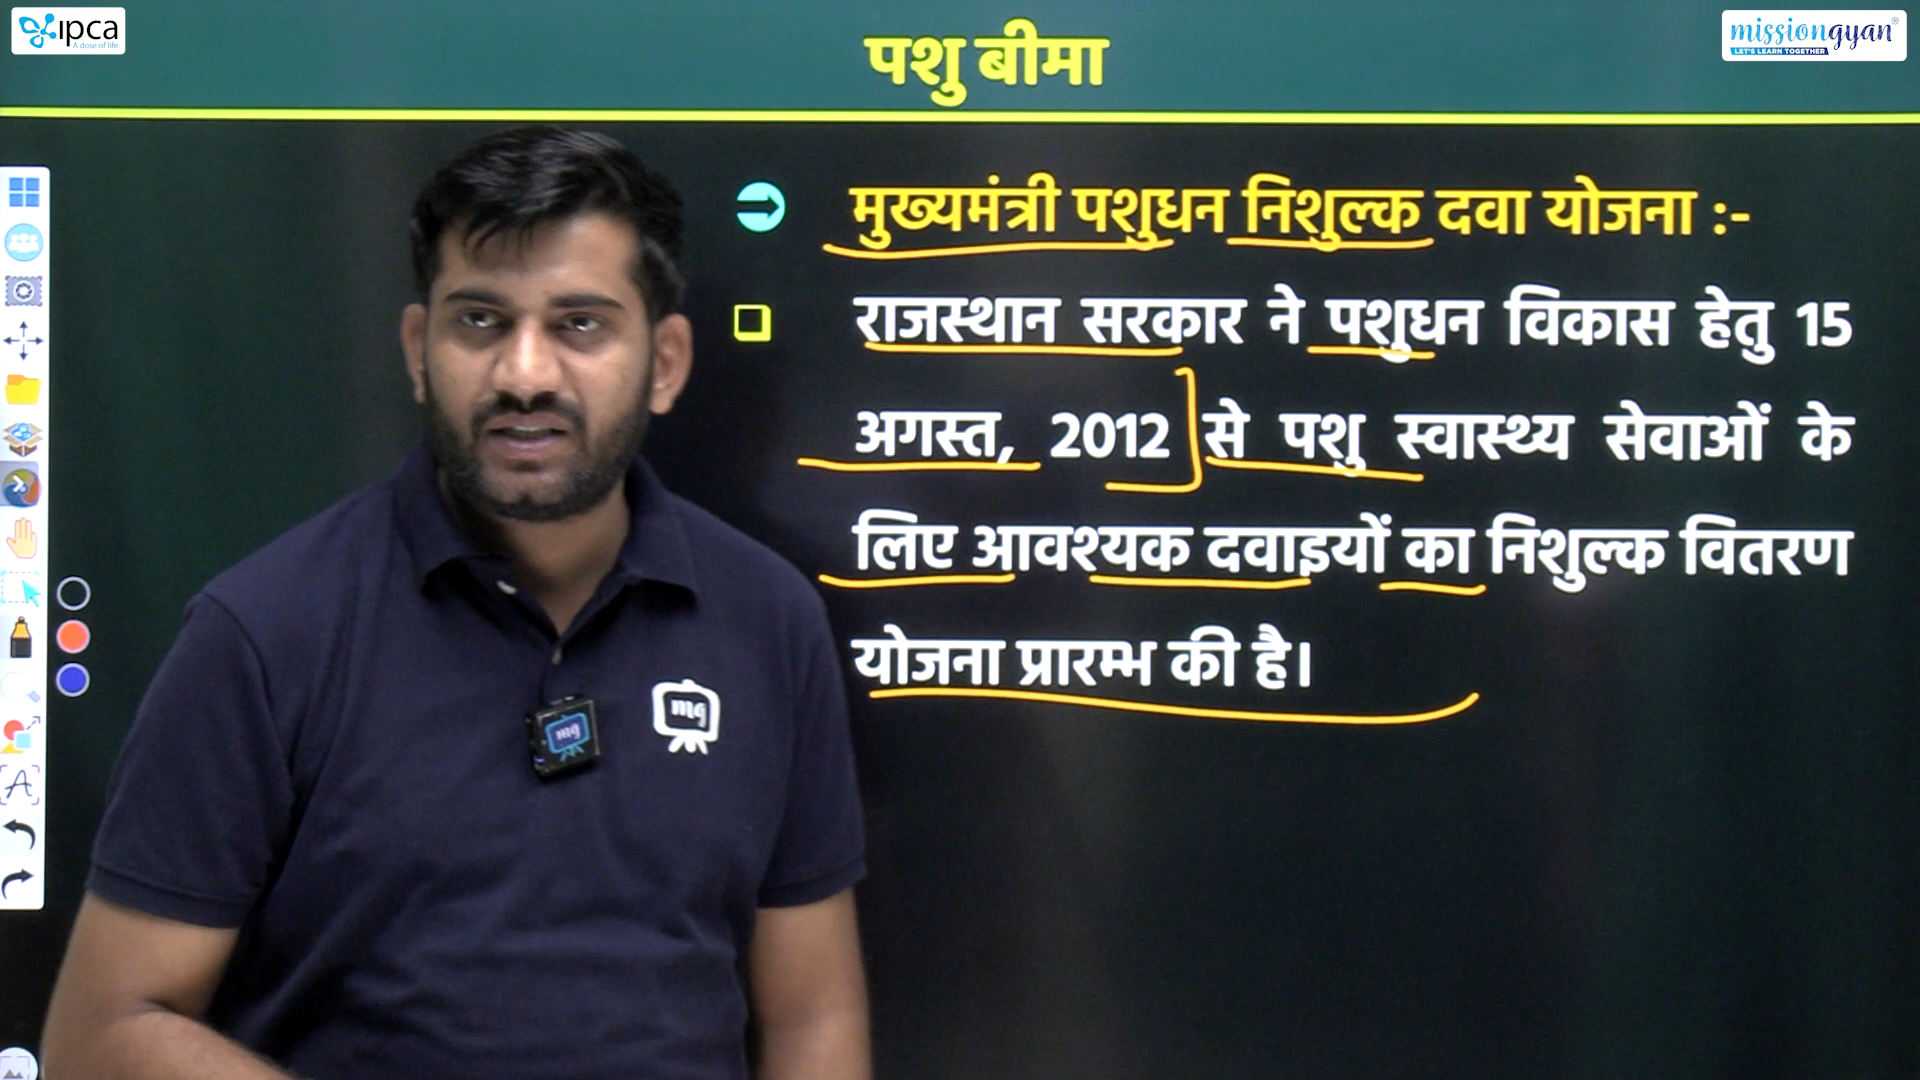 ipca
A dose of life
पशु बीमा
missiongyan®
LET'S LEARN TOGETHER
मुख्यमंत्री पशुधन निशुल्क दवा योजना :-
राजस्थान सरकार ने पशुधन विकास हेतु 15
अगस्त, 2012 से पशु स्वास्थ्य सेवाओं के
लिए आवश्यक दवाइयों का निशुल्क वितरण
योजना प्रारम्भ की है।
mg
mg
A